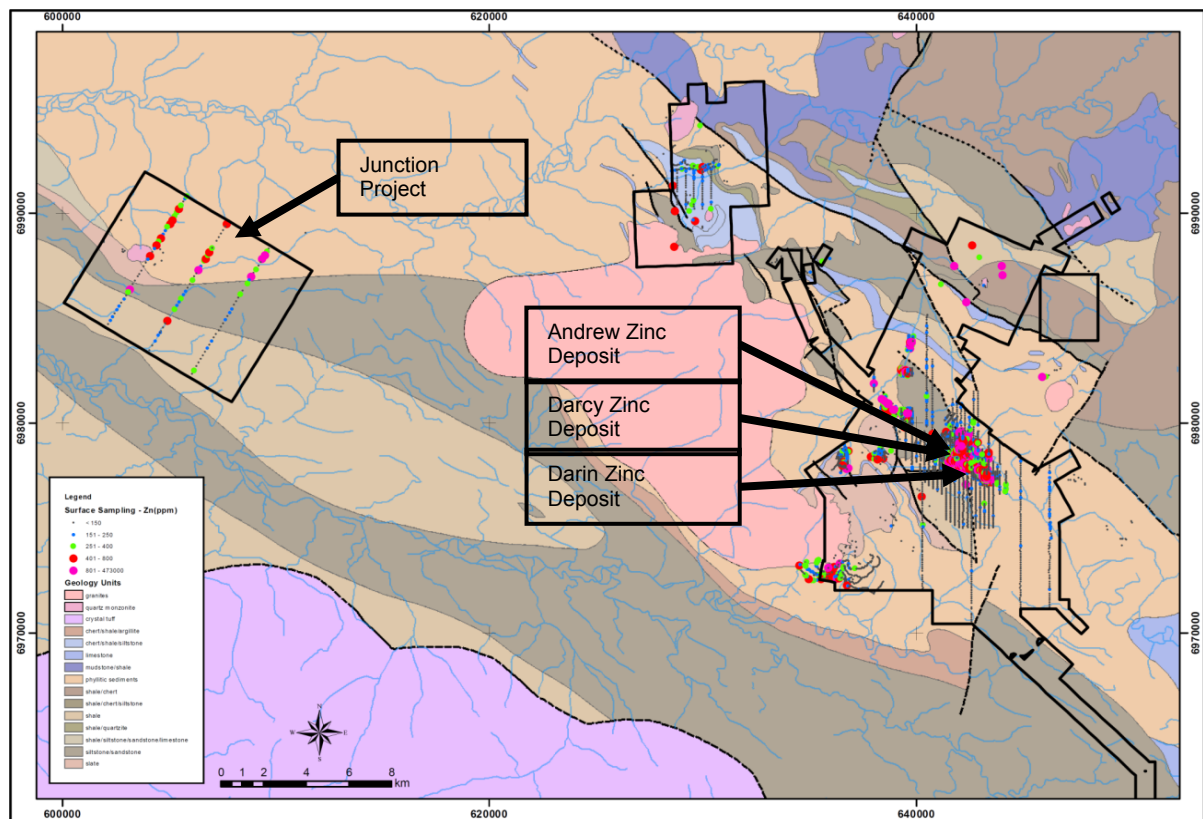 600000
620000
640000
6990000
6990000
6980000
6980000
6970000
6970000
Junction
Project
Andrew Zinc
Deposit
Darcy Zinc
Deposit
Darin Zinc
Deposit
Legend
Surface Sampling - Zn(ppm)
< 150
151 - 250
251 - 400
401 - 800
801 - 473000
Geology Units
granites
quartz monzonite
crystal tuff
chert/shale/argillite
chert/shale/siltstone
limestone
mudstone/shale
phyllitic sediments
shale/chert
shale/chert/siltstone
shale
shale/quartzite
shale/siltstone/sandstone/limestone
siltstone/sandstone
slate
N
W E
S
0 1 2 4 6 8
km
600000
620000
640000